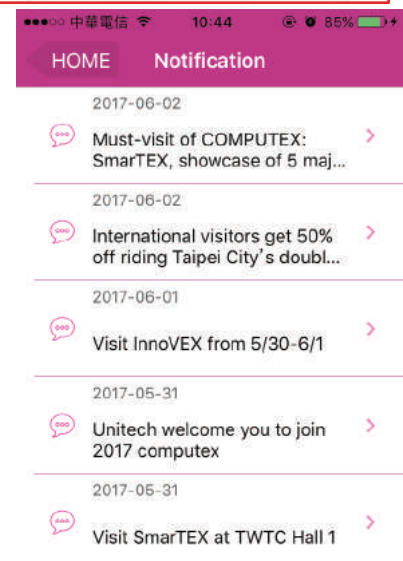 中華電信 10:44 85%
HOME Notification
2017-06-02
Must-visit of COMPUTEX:
SmarTEX, showcase of 5 maj...
2017-06-02
International visitors get 50%
off riding Taipei City's doubl...
2017-06-01
Visit InnoVEX from 5/30-6/1
2017-05-31
Unitech welcome you to join
2017 computex
2017-05-31
Visit SmarTEX at TWTC Hall 1